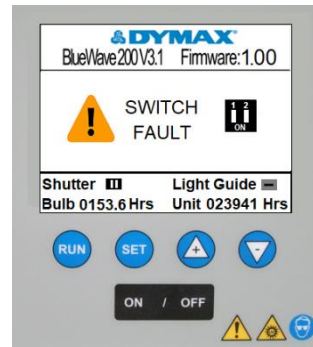 DYMAX
BlueWave 200 V3.1 Firmware: 1.00
SWITCH
FAULT
1 2
ON
Shutter Light Guide
Bulb 0153.6 Hrs Unit 023941 Hrs
RUN SET + -
ON / OFF